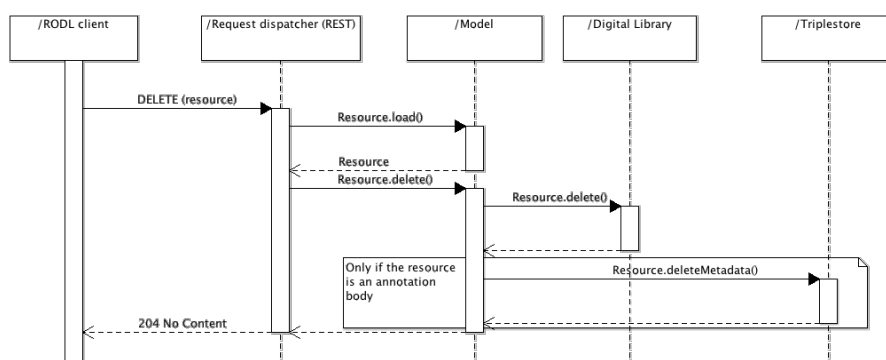 /RODL client
/Request dispatcher (REST)
/Model
/Digital Library
/Triplestore
DELETE (resource)
Resource.load()
Resource
Resource.delete()
Resource.delete()
Only if the resource
is an annotation
body
Resource.deleteMetadata()
204 No Content